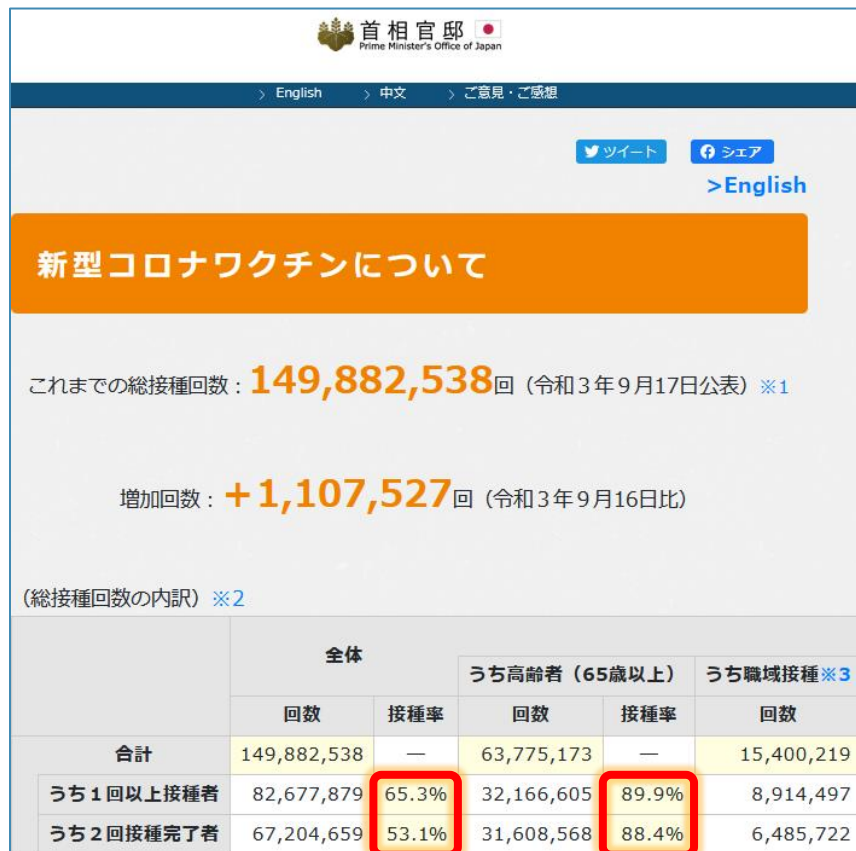 首相官邸
Prime Minister's Office of Japan
> English > 中文 > ご意見・ご感想
ツイート シェア
>English
新型コロナワクチンについて
これまでの総接種回数：149,882,538回（令和3年9月17日公表）※1
増加回数：+1,107,527回（令和3年9月16日比）
（総接種回数の内訳）※2
全体
うち高齢者（65歳以上） うち職域接種※3
回数 接種率 回数 接種率 回数
合計 149,882,538 — 63,775,173 — 15,400,219
うち１回以上接種者 82,677,879 65.3% 32,166,605 89.9% 8,914,497
うち２回接種完了者 67,204,659 53.1% 31,608,568 88.4% 6,485,722